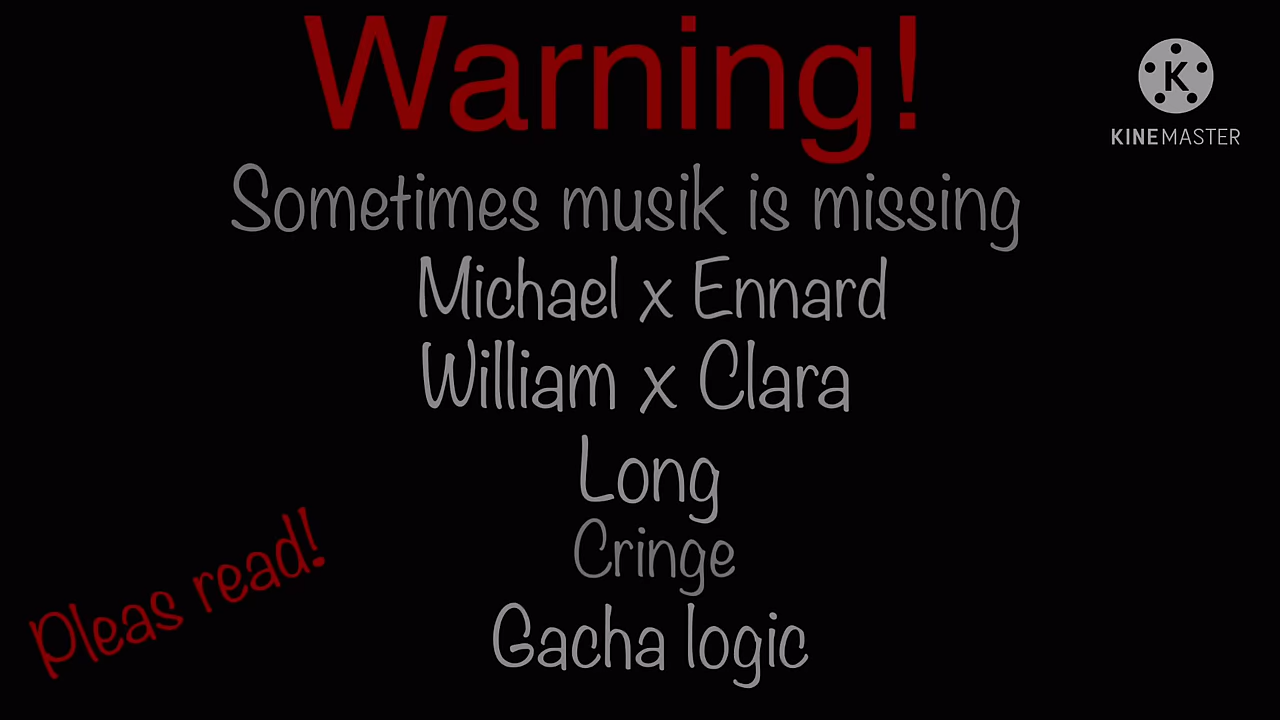 Warning!
K
KINEMASTER
Sometimes musik is missing
Michael x Ennard
William x Clara
Long
Cringe
Gacha logic
Pleas read!